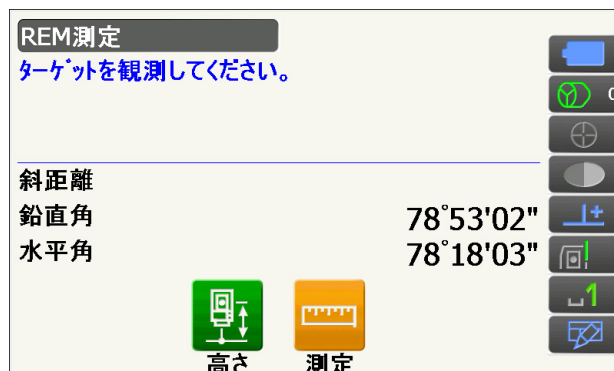 REM測定
ターゲットを観測してください。
斜距離
鉛直角 78°53'02"
水平角 78°18'03"
1
高さ 測定